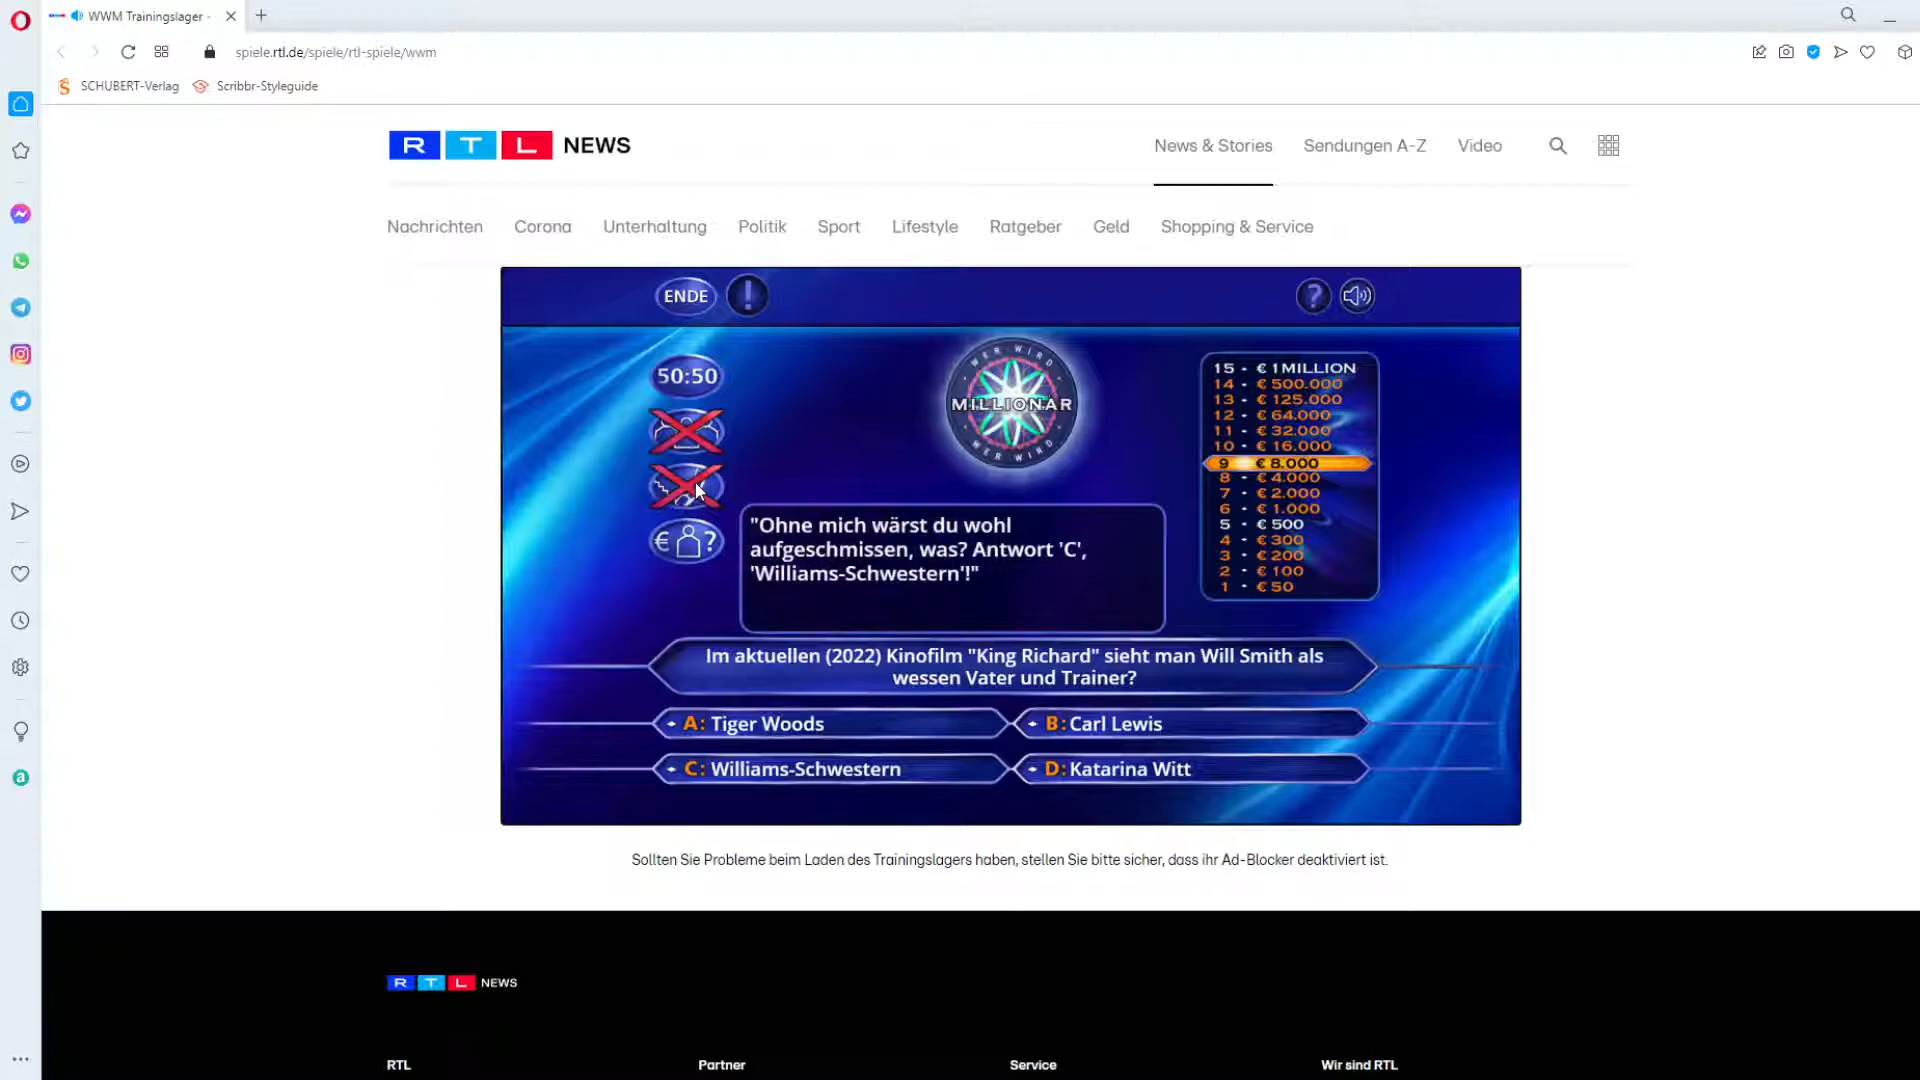 WWM Trainingslager -
spiele.rtl.de/spiele/rtl-spiele/wwm
SCHUBERT-Verlag
Scribbr-Styleguide
RTL NEWS
News & Stories
Sendungen A-Z
Video
Nachrichten
Corona
Unterhaltung
Politik
Sport
Lifestyle
Ratgeber
Geld
Shopping & Service
ENDE
!
?
50:50
€ ?
WER WIRD
MILLIONÄR
WER WIRD
15 - € 1 MILLION
14 - € 500.000
13 - € 125.000
12 - € 64.000
11 - € 32.000
10 - € 16.000
9 € 8.000
8 - € 4.000
7 - € 2.000
6 - € 1.000
5 - € 500
4 - € 300
3 - € 200
2 - € 100
1 - € 50
"Ohne mich wärst du wohl
aufgeschmissen, was? Antwort 'C',
'Williams-Schwestern'!"
Im aktuellen (2022) Kinofilm "King Richard" sieht man Will Smith als
wessen Vater und Trainer?
A: Tiger Woods
B: Carl Lewis
C: Williams-Schwestern
D: Katarina Witt
Sollten Sie Probleme beim Laden des Trainingslagers haben, stellen Sie bitte sicher, dass ihr Ad-Blocker deaktiviert ist.
RTL NEWS
RTL
Partner
Service
Wir sind RTL